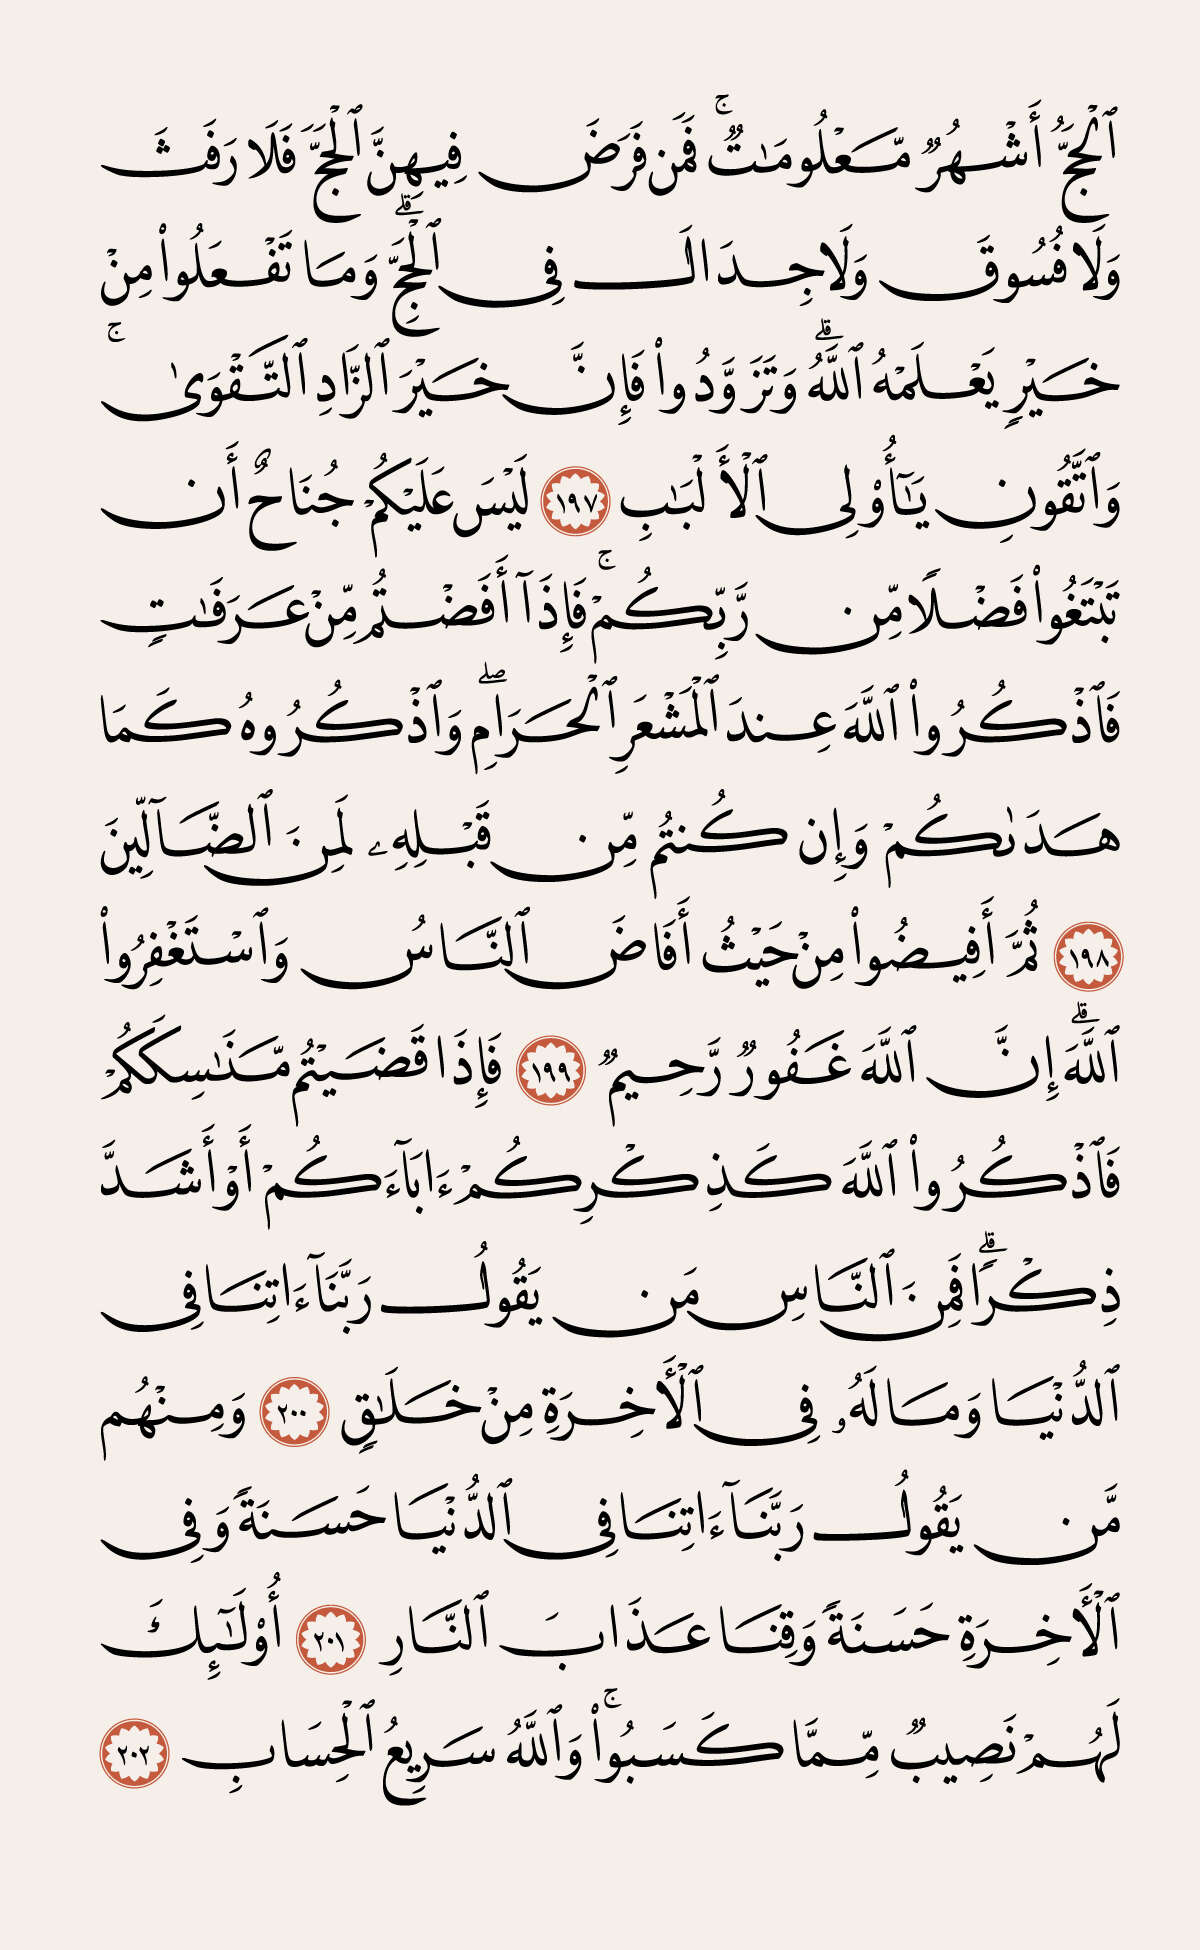 ٱلْحَجُّ أَشْهُرٌ مَّعْلُومَـٰتٌ ۚ فَمَن فَرَضَ فِيهِنَّ ٱلْحَجَّ فَلَا رَفَثَ
وَلَا فُسُوقَ وَلَا جِدَالَ فِى ٱلْحَجِّ ۗ وَمَا تَفْعَلُوا۟ مِنْ
خَيْرٍ يَعْلَمْهُ ٱللَّهُ ۗ وَتَزَوَّدُوا۟ فَإِنَّ خَيْرَ ٱلزَّادِ ٱلتَّقْوَىٰ ۚ
وَٱتَّقُونِ يَـٰٓأُو۟لِى ٱلْأَلْبَـٰبِ ١٩٧ لَيْسَ عَلَيْكُمْ جُنَاحٌ أَن
تَبْتَغُوا۟ فَضْلًا مِّن رَّبِّكُمْ ۚ فَإِذَآ أَفَضْتُم مِّنْ عَرَفَـٰتٍ
فَٱذْكُرُوا۟ ٱللَّهَ عِندَ ٱلْمَشْعَرِ ٱلْحَرَامِ ۖ وَٱذْكُرُوهُ كَمَا
هَدَىٰكُمْ وَإِن كُنتُم مِّن قَبْلِهِۦ لَمِنَ ٱلضَّآلِّينَ
١٩٨ ثُمَّ أَفِيضُوا۟ مِنْ حَيْثُ أَفَاضَ ٱلنَّاسُ وَٱسْتَغْفِرُوا۟
ٱللَّهَ ۚ إِنَّ ٱللَّهَ غَفُورٌ رَّحِيمٌ ١٩٩ فَإِذَا قَضَيْتُم مَّنَـٰسِكَكُمْ
فَٱذْكُرُوا۟ ٱللَّهَ كَذِكْرِكُمْ ءَابَآءَكُمْ أَوْ أَشَدَّ
ذِكْرًا ۗ فَمِنَ ٱلنَّاسِ مَن يَقُولُ رَبَّنَآ ءَاتِنَا فِى
ٱلدُّنْيَا وَمَا لَهُۥ فِى ٱلْـَٔاخِرَةِ مِنْ خَلَـٰقٍ ٢٠٠ وَمِنْهُم
مَّن يَقُولُ رَبَّنَآ ءَاتِنَا فِى ٱلدُّنْيَا حَسَنَةً وَفِى
ٱلْـَٔاخِرَةِ حَسَنَةً وَقِنَا عَذَابَ ٱلنَّارِ ٢٠١ أُو۟لَـٰٓئِكَ
لَهُمْ نَصِيبٌ مِّمَّا كَسَبُوا۟ ۚ وَٱللَّهُ سَرِيعُ ٱلْحِسَابِ ٢٠٢